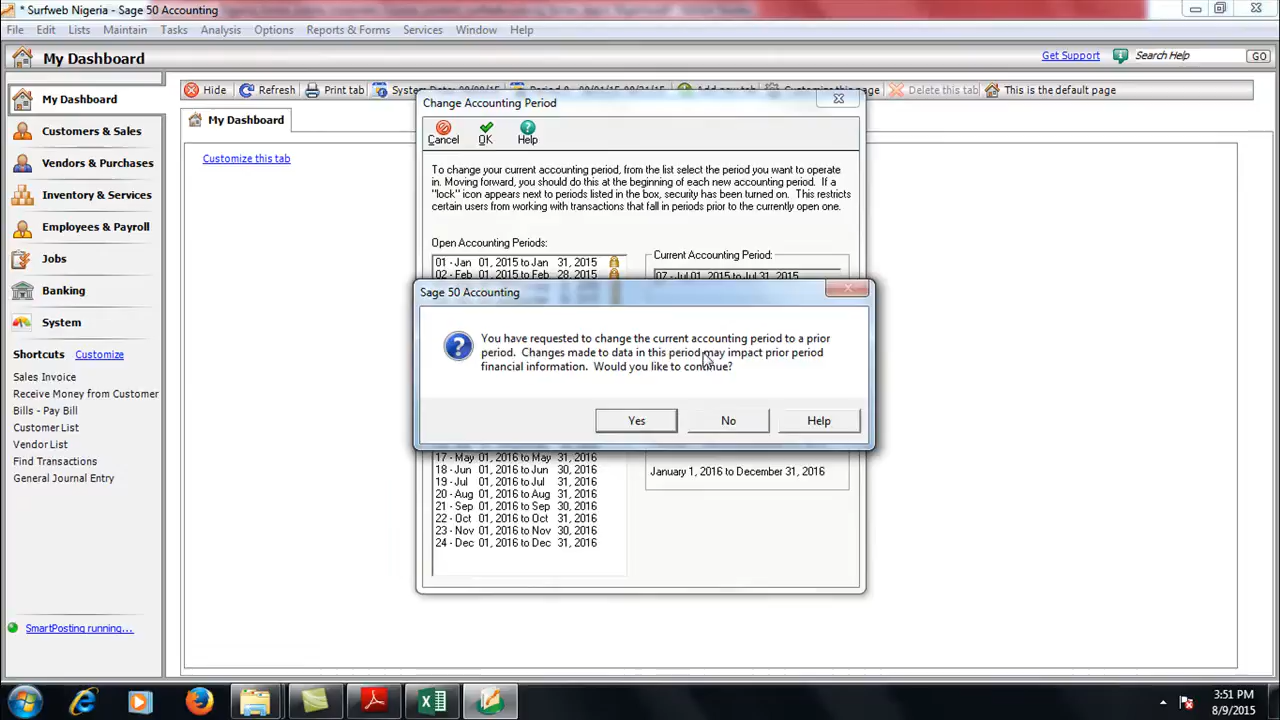 * Surfweb Nigeria - Sage 50 Accounting
File Edit Lists Maintain Tasks Analysis Options Reports & Forms Services Window Help
My Dashboard
Get Support
Search Help
GO
My Dashboard
Customers & Sales
Vendors & Purchases
Inventory & Services
Employees & Payroll
Jobs
Banking
System
Shortcuts Customize
Sales Invoice
Receive Money from Customer
Bills - Pay Bill
Customer List
Vendor List
Find Transactions
General Journal Entry
SmartPosting running...
Hide Refresh Print tab
Delete this tab This is the default page
My Dashboard
Customize this tab
Change Accounting Period
Cancel OK Help
To change your current accounting period, from the list select the period you want to operate
in. Moving forward, you should do this at the beginning of each new accounting period. If a
"lock" icon appears next to periods listed in the box, security has been turned on. This restricts
certain users from working with transactions that fall in periods prior to the currently open one.
Open Accounting Periods:
01 - Jan 01, 2015 to Jan 31, 2015
02 - Feb 01, 2015 to Feb 28, 2015
Current Accounting Period:
07 - Jul 01, 2015 to Jul 31, 2015
Sage 50 Accounting
You have requested to change the current accounting period to a prior
period. Changes made to data in this period may impact prior period
financial information. Would you like to continue?
Yes No Help
17 - May 01, 2016 to May 31, 2016
18 - Jun 01, 2016 to Jun 30, 2016
19 - Jul 01, 2016 to Jul 31, 2016
20 - Aug 01, 2016 to Aug 31, 2016
21 - Sep 01, 2016 to Sep 30, 2016
22 - Oct 01, 2016 to Oct 31, 2016
23 - Nov 01, 2016 to Nov 30, 2016
24 - Dec 01, 2016 to Dec 31, 2016
January 1, 2016 to December 31, 2016
3:51 PM
8/9/2015